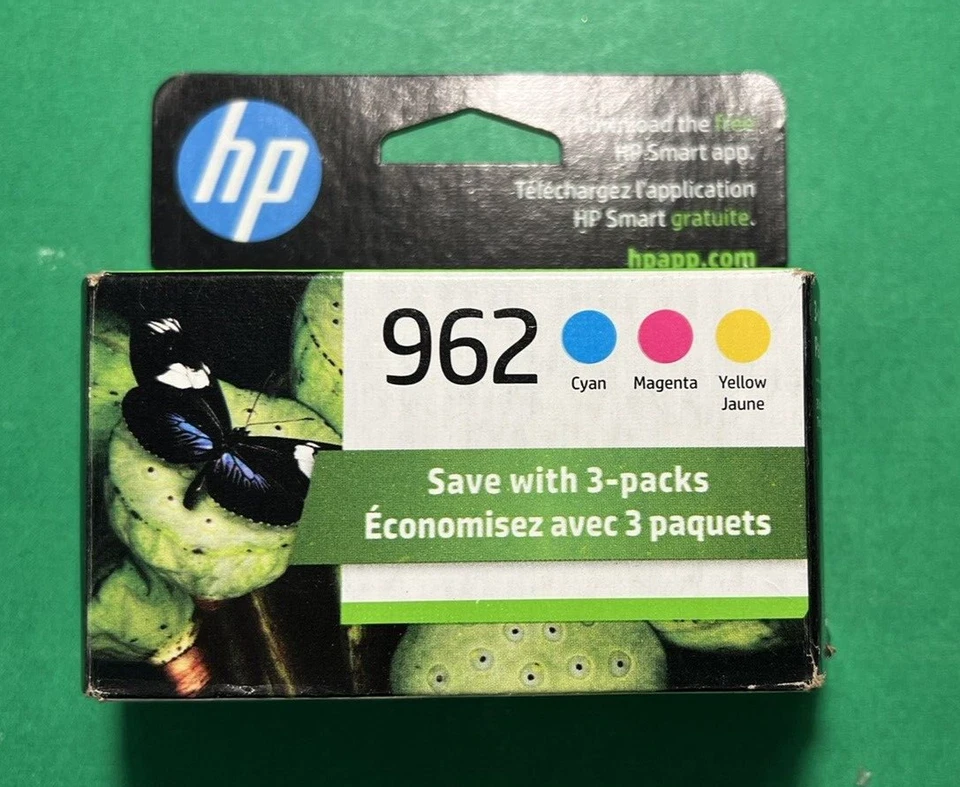 hp
Download the free
HP Smart app.
Téléchargez l'application
HP Smart gratuite.
hpapp.com
962
Cyan
Magenta
Yellow
Jaune
Save with 3-packs
Économisez avec 3 paquets